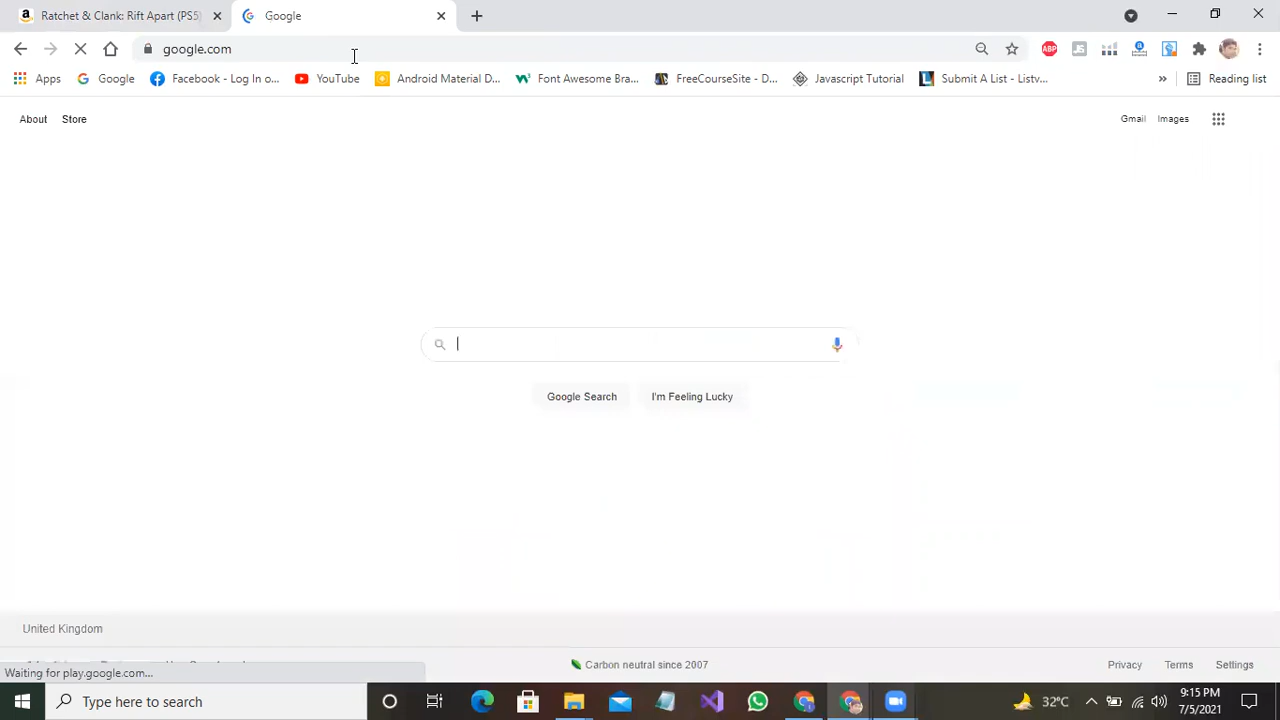 Ratchet & Clank: Rift Apart (PS5)
Google
google.com
Apps
Google
Facebook - Log In o...
YouTube
Android Material D...
Font Awesome Bra...
FreeCourseSite - D...
Javascript Tutorial
Submit A List - Listv...
»
Reading list
About
Store
Gmail
Images
Google Search
I'm Feeling Lucky
United Kingdom
Carbon neutral since 2007
Privacy
Terms
Settings
Waiting for play.google.com...
Type here to search
32°C
9:15 PM
7/5/2021